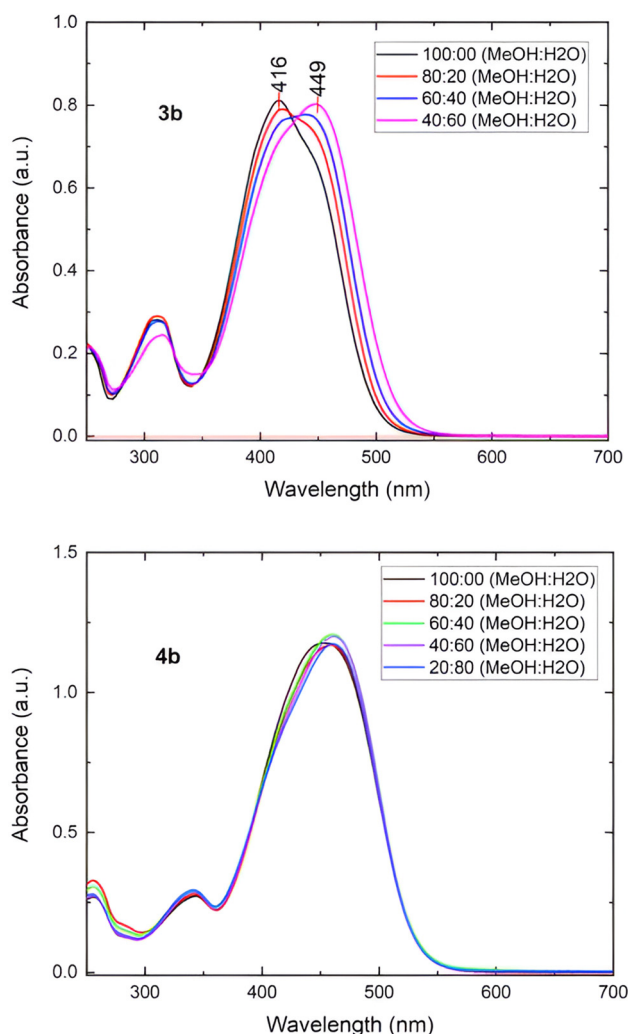 1.0
0.8
0.6
0.4
0.2
0.0
Absorbance (a.u.)
3b
416
449
100:00 (MeOH:H2O)
80:20 (MeOH:H2O)
60:40 (MeOH:H2O)
40:60 (MeOH:H2O)
300 400 500 600 700
Wavelength (nm)
1.5
1.0
0.5
0.0
Absorbance (a.u.)
4b
100:00 (MeOH:H2O)
80:20 (MeOH:H2O)
60:40 (MeOH:H2O)
40:60 (MeOH:H2O)
20:80 (MeOH:H2O)
300 400 500 600 700
Wavelength (nm)